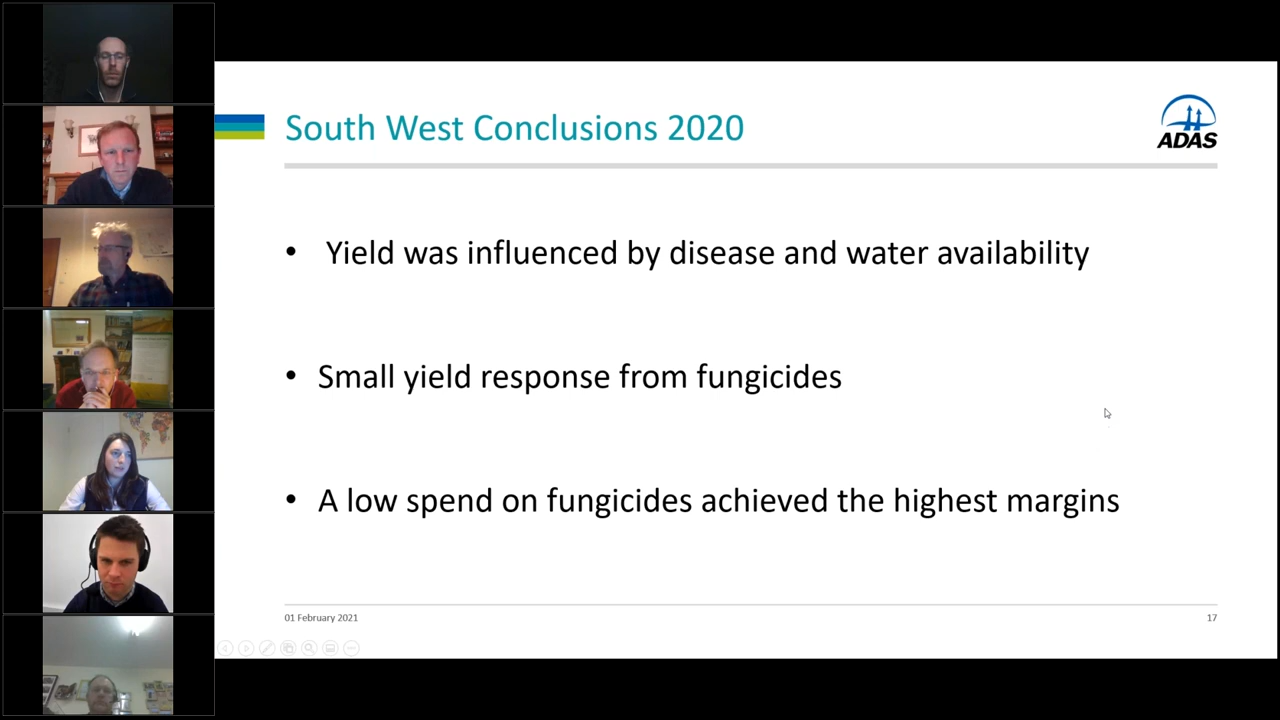 South West Conclusions 2020
ADAS
• Yield was influenced by disease and water availability
• Small yield response from fungicides
• A low spend on fungicides achieved the highest margins
01 February 2021
17